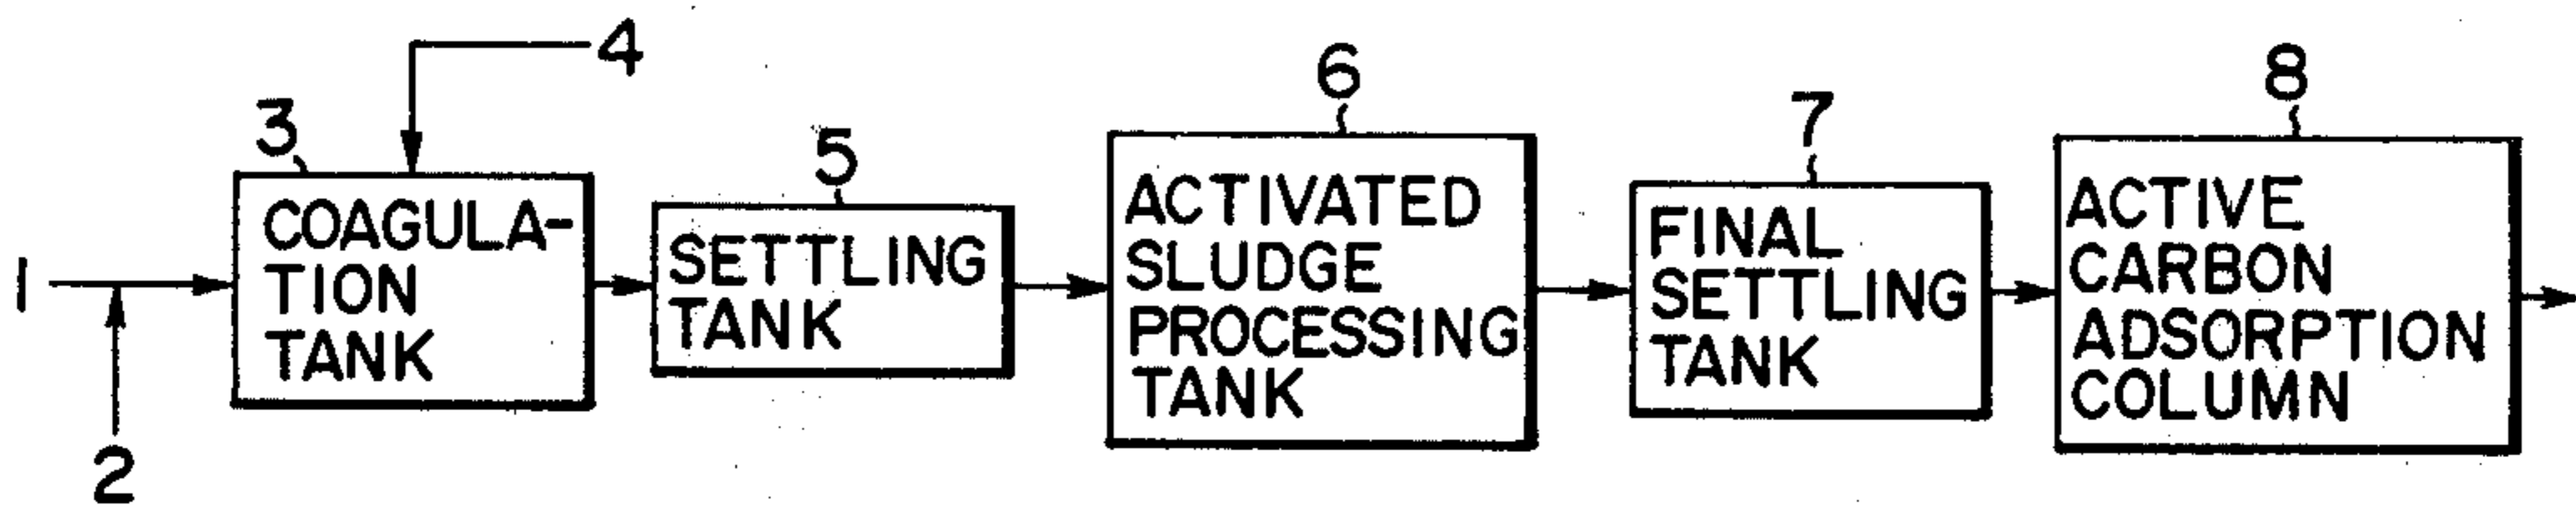 1
2
3
4
COAGULA-
TION
TANK
5
SETTLING
TANK
6
ACTIVATED
SLUDGE
PROCESSING
TANK
7
FINAL
SETTLING
TANK
8
ACTIVE
CARBON
ADSORPTION
COLUMN